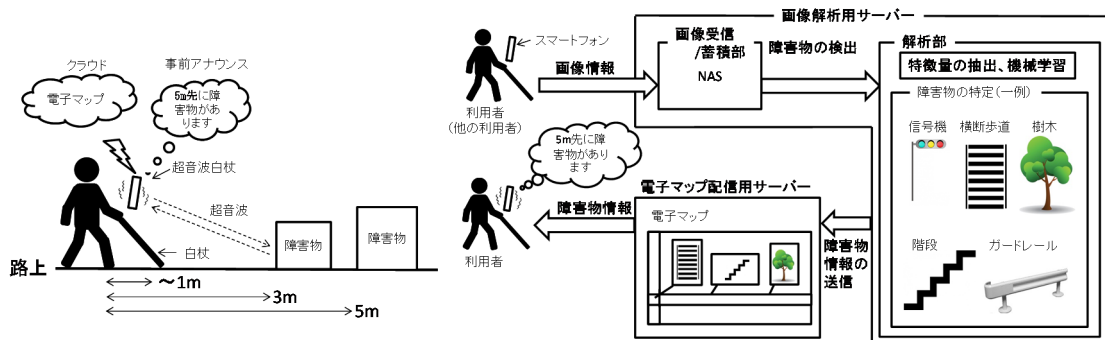 クラウド
電子マップ
事前アナウンス
5m先に障
害物があ
ります
超音波白杖
超音波
白杖
障害物
障害物
路上
～1m
3m
5m
画像解析用サーバー
スマートフォン
画像情報
利用者
(他の利用者)
画像受信
/蓄積部
NAS
障害物の検出
解析部
特徴量の抽出、機械学習
障害物の特定(一例)
信号機
横断歩道
樹木
階段
ガードレール
5m先に障
害物があり
ます
障害物情報
利用者
電子マップ配信用サーバー
電子マップ
障害物
情報の
送信